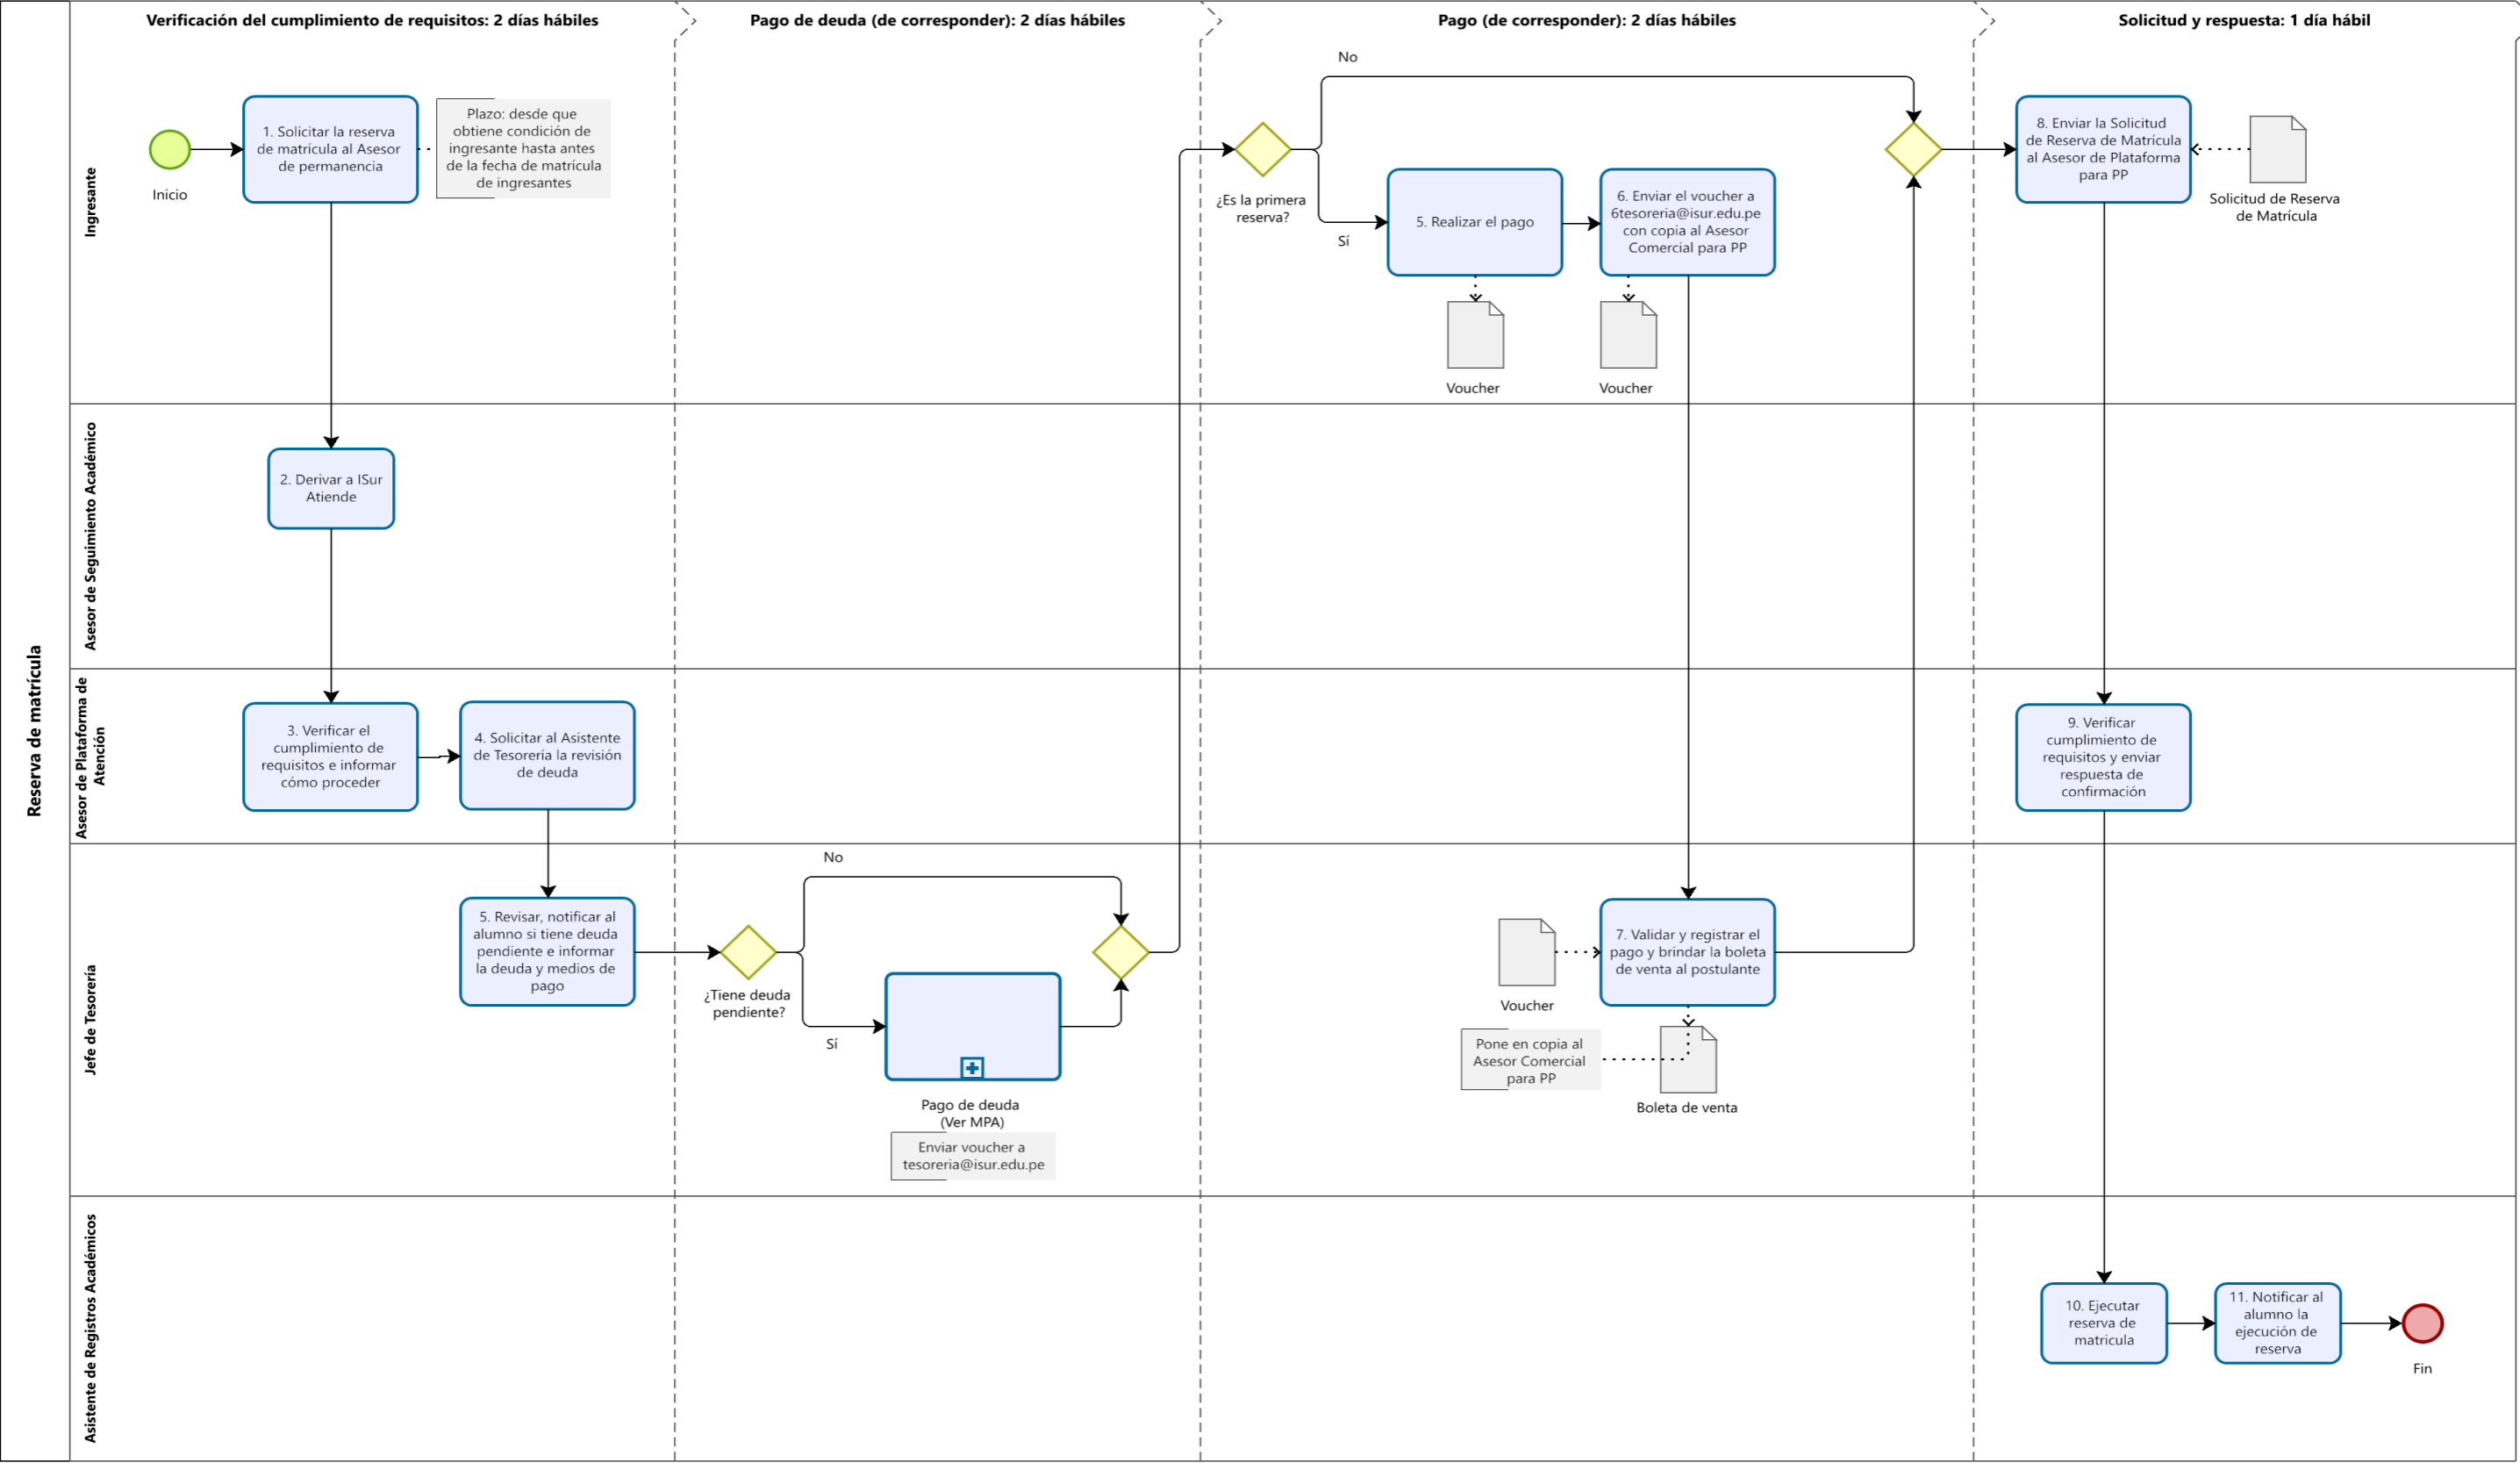 Verificación del cumplimiento de requisitos: 2 días hábiles
Pago de deuda (de corresponder): 2 días hábiles
Pago (de corresponder): 2 días hábiles
Solicitud y respuesta: 1 día hábil
Reserva de matrícula
Ingresante
Inicio
1. Solicitar la reserva
de matrícula al Asesor
de permanencia
Plazo: desde que
obtiene condición de
ingresante hasta antes
de la fecha de matrícula
de ingresantes
No
¿Es la primera
reserva?
Sí
5. Realizar el pago
6. Enviar el voucher a
6tesoreria@isur.edu.pe
con copia al Asesor
Comercial para PP
Voucher
Voucher
8. Enviar la Solicitud
de Reserva de Matrícula
al Asesor de Plataforma
para PP
Solicitud de Reserva
de Matrícula
Asesor de Seguimiento Académico
2. Derivar a ISur
Atiende
Asesor de Plataforma de
Atención
3. Verificar el
cumplimiento de
requisitos e informar
cómo proceder
4. Solicitar al Asistente
de Tesorería la revisión
de deuda
9. Verificar
cumplimiento de
requisitos y enviar
respuesta de
confirmación
Jefe de Tesorería
5. Revisar, notificar al
alumno si tiene deuda
pendiente e informar
la deuda y medios de
pago
No
¿Tiene deuda
pendiente?
Sí
Pago de deuda
(Ver MPA)
Enviar voucher a
tesoreria@isur.edu.pe
Voucher
7. Validar y registrar el
pago y brindar la boleta
de venta al postulante
Pone en copia al
Asesor Comercial
para PP
Boleta de venta
Asistente de Registros Académicos
10. Ejecutar
reserva de
matricula
11. Notificar al
alumno la
ejecución de
reserva
Fin